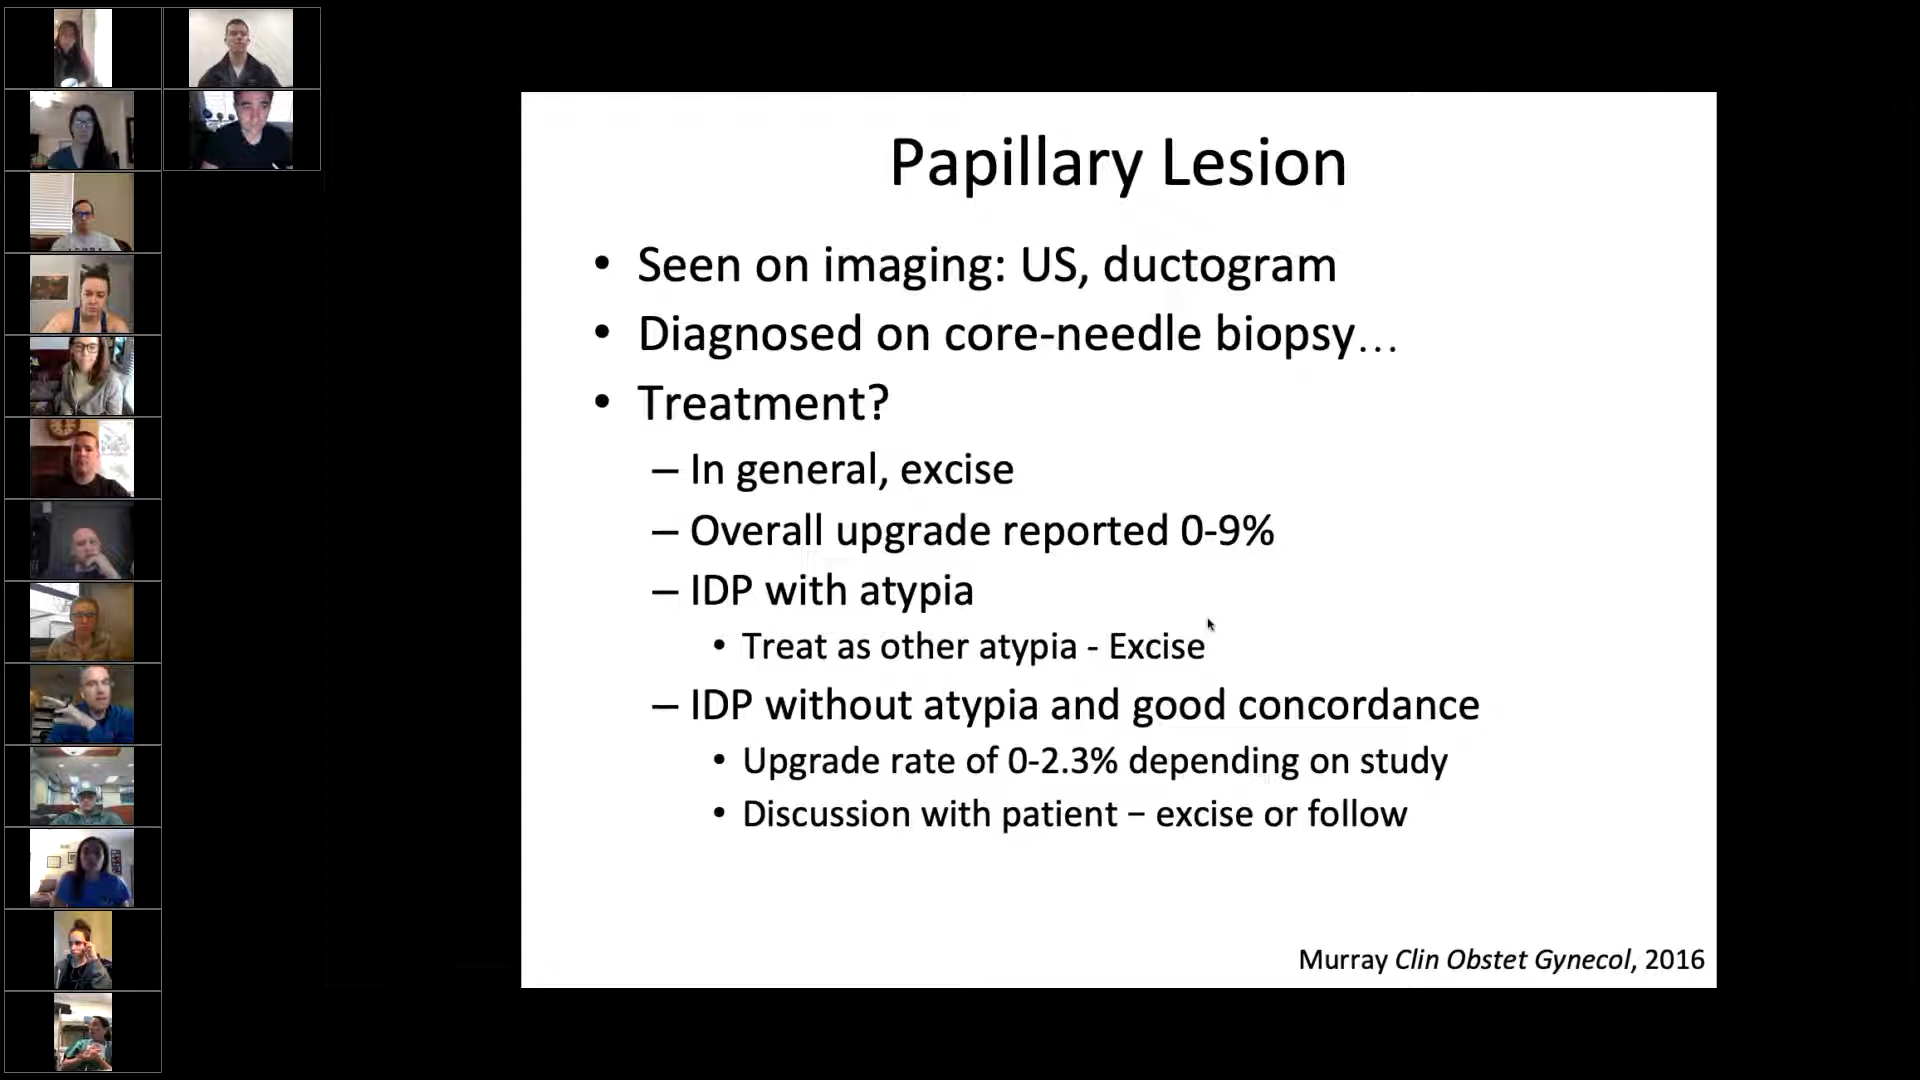 Papillary Lesion
• Seen on imaging: US, ductogram
• Diagnosed on core-needle biopsy…
• Treatment?
– In general, excise
– Overall upgrade reported 0-9%
– IDP with atypia
• Treat as other atypia - Excise
– IDP without atypia and good concordance
• Upgrade rate of 0-2.3% depending on study
• Discussion with patient – excise or follow
Murray Clin Obstet Gynecol, 2016